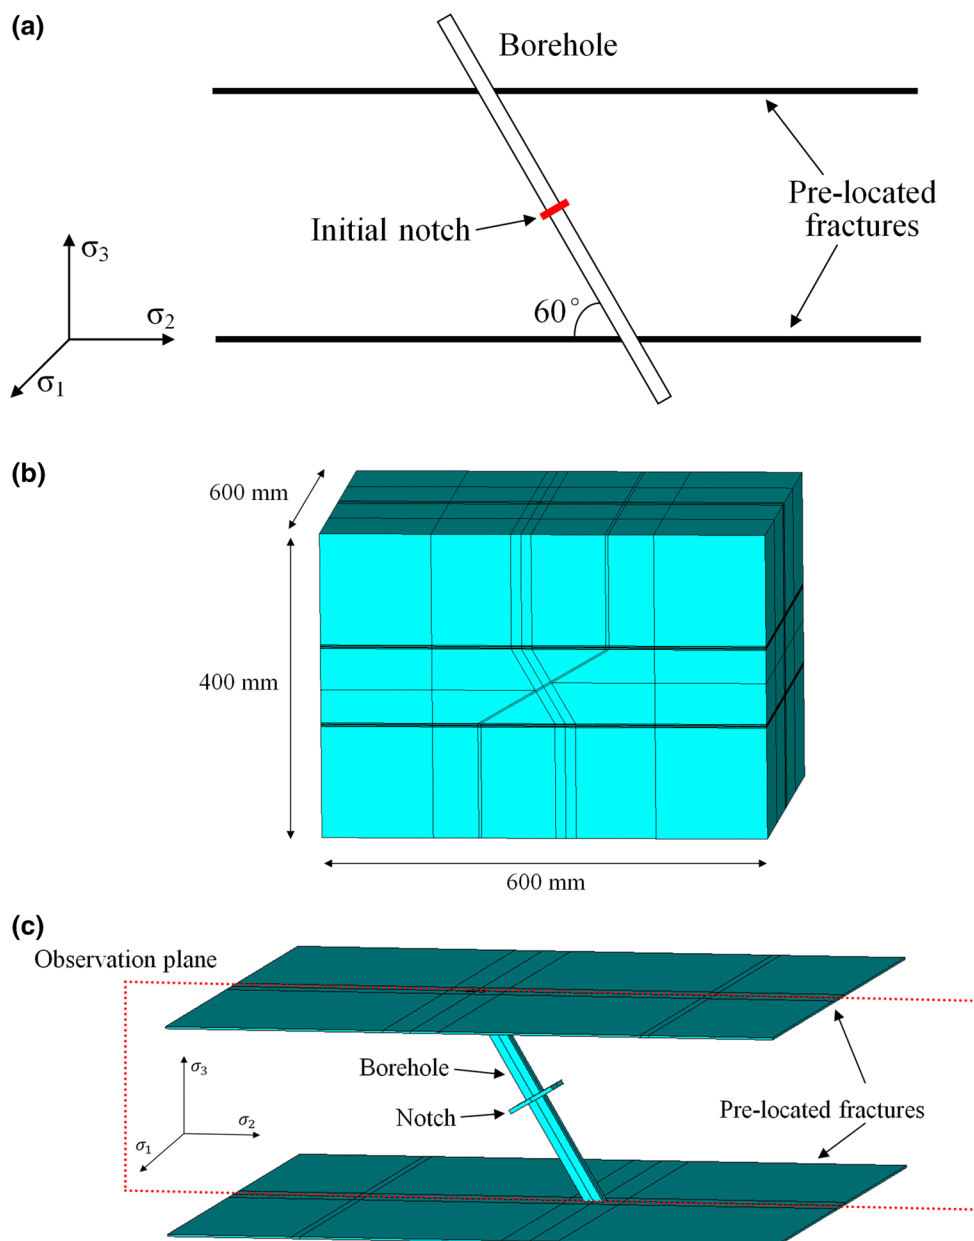 (a)
Borehole
Pre-located
fractures
Initial notch
σ3
σ2
60°
σ1
(b)
600 mm
400 mm
600 mm
(c)
Observation plane
Borehole
σ3
Notch
Pre-located fractures
σ2
σ1